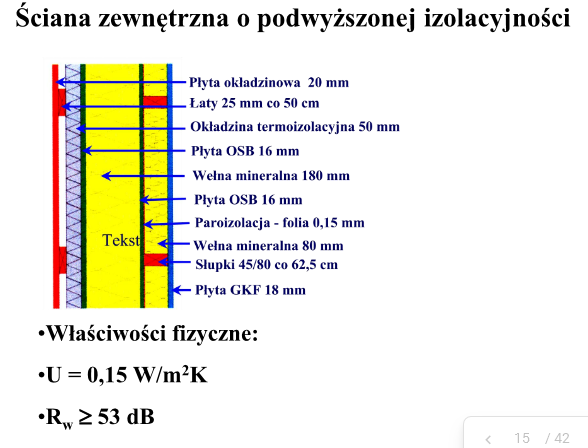 Ściana zewnętrzna o podwyższonej izolacyjności
Płyta okładzinowa 20 mm
Łaty 25 mm co 50 cm
Okładzina termoizolacyjna 50 mm
Płyta OSB 16 mm
Wełna mineralna 180 mm
Płyta OSB 16 mm
Paroizolacja - folia 0,15 mm
Tekst
Wełna mineralna 80 mm
Słupki 45/80 co 62,5 cm
Płyta GKF 18 mm
•Właściwości fizyczne:
•U = 0,15 W/m²K
•Rw ≥ 53 dB
‹ 15 / 42